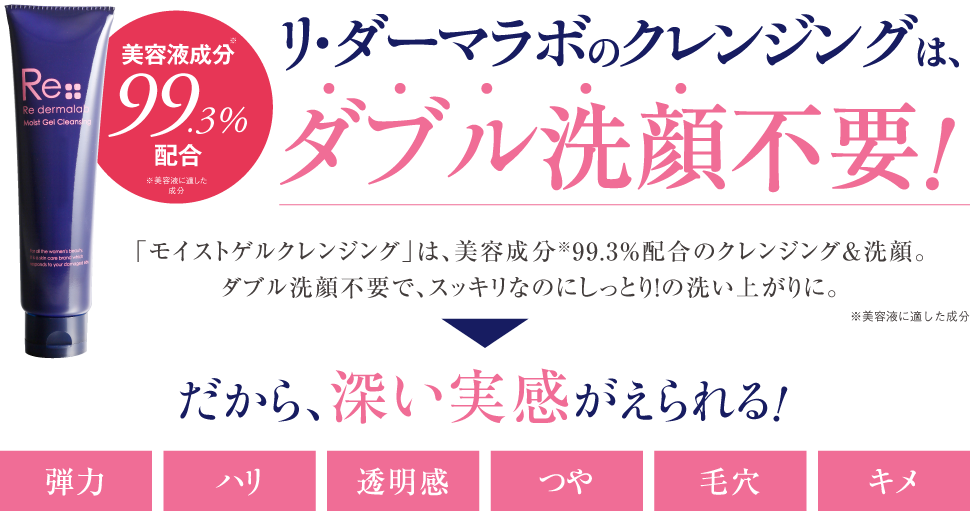 リ・ダーマラボのクレンジングは、
ダブル洗顔不要!
美容液成分※
99.3%
配合
※美容液に適した
成分
Re
Re dermalab
Moist Gel Cleansing
「モイストゲルクレンジング」は、美容成分※99.3%配合のクレンジング&洗顔。
ダブル洗顔不要で、スッキリなのにしっとり!の洗い上がりに。
※美容液に適した成分
だから、深い実感がえられる!
弾力
ハリ
透明感
つや
毛穴
キメ